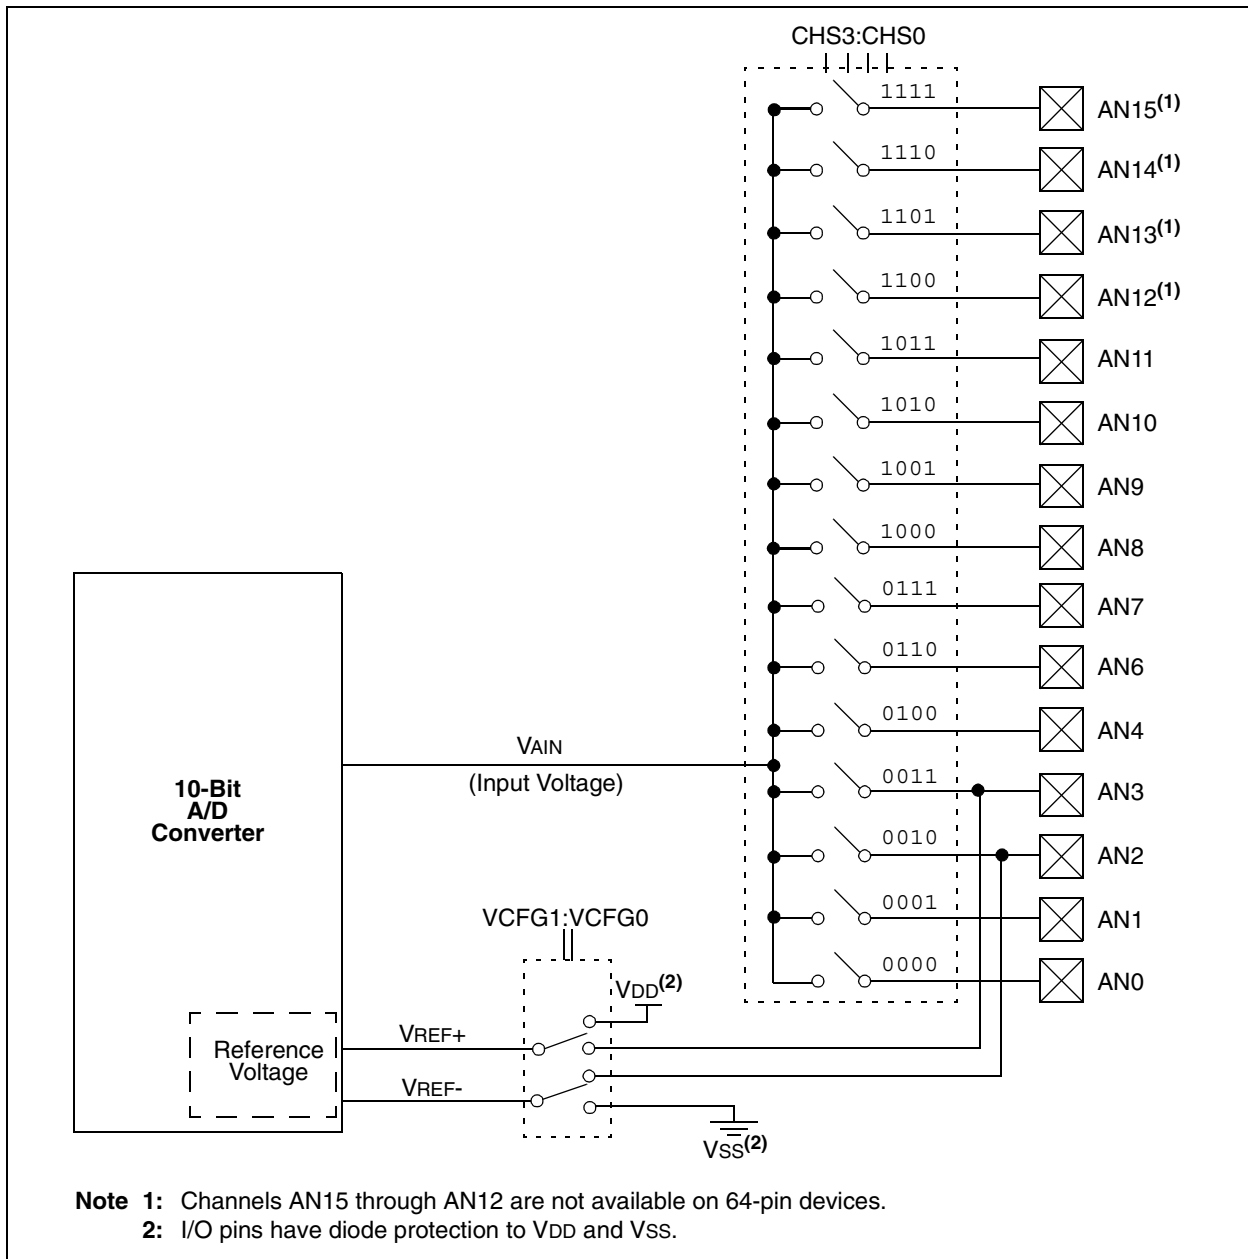 CHS3:CHS0
1111
AN15(1)
1110
AN14(1)
1101
AN13(1)
1100
AN12(1)
1011
AN11
1010
AN10
1001
AN9
1000
AN8
0111
AN7
0110
AN6
0100
AN4
VAIN
(Input Voltage)
10-Bit
A/D
Converter
0011
AN3
0010
AN2
0001
AN1
VCFG1:VCFG0
0000
AN0
VDD(2)
VREF+
Reference
Voltage
VREF-
VSS(2)
Note 1: Channels AN15 through AN12 are not available on 64-pin devices.
2: I/O pins have diode protection to VDD and VSS.